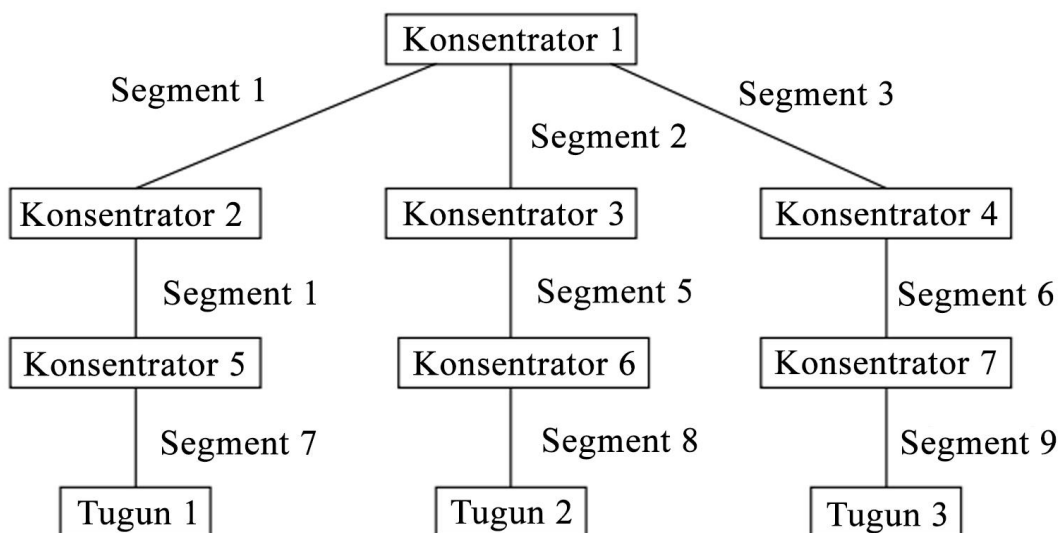 Konsentrator 1
Segment 1
Segment 3
Segment 2
Konsentrator 2
Konsentrator 3
Konsentrator 4
Segment 1
Segment 5
Segment 6
Konsentrator 5
Konsentrator 6
Konsentrator 7
Segment 7
Segment 8
Segment 9
Tugun 1
Tugun 2
Tugun 3